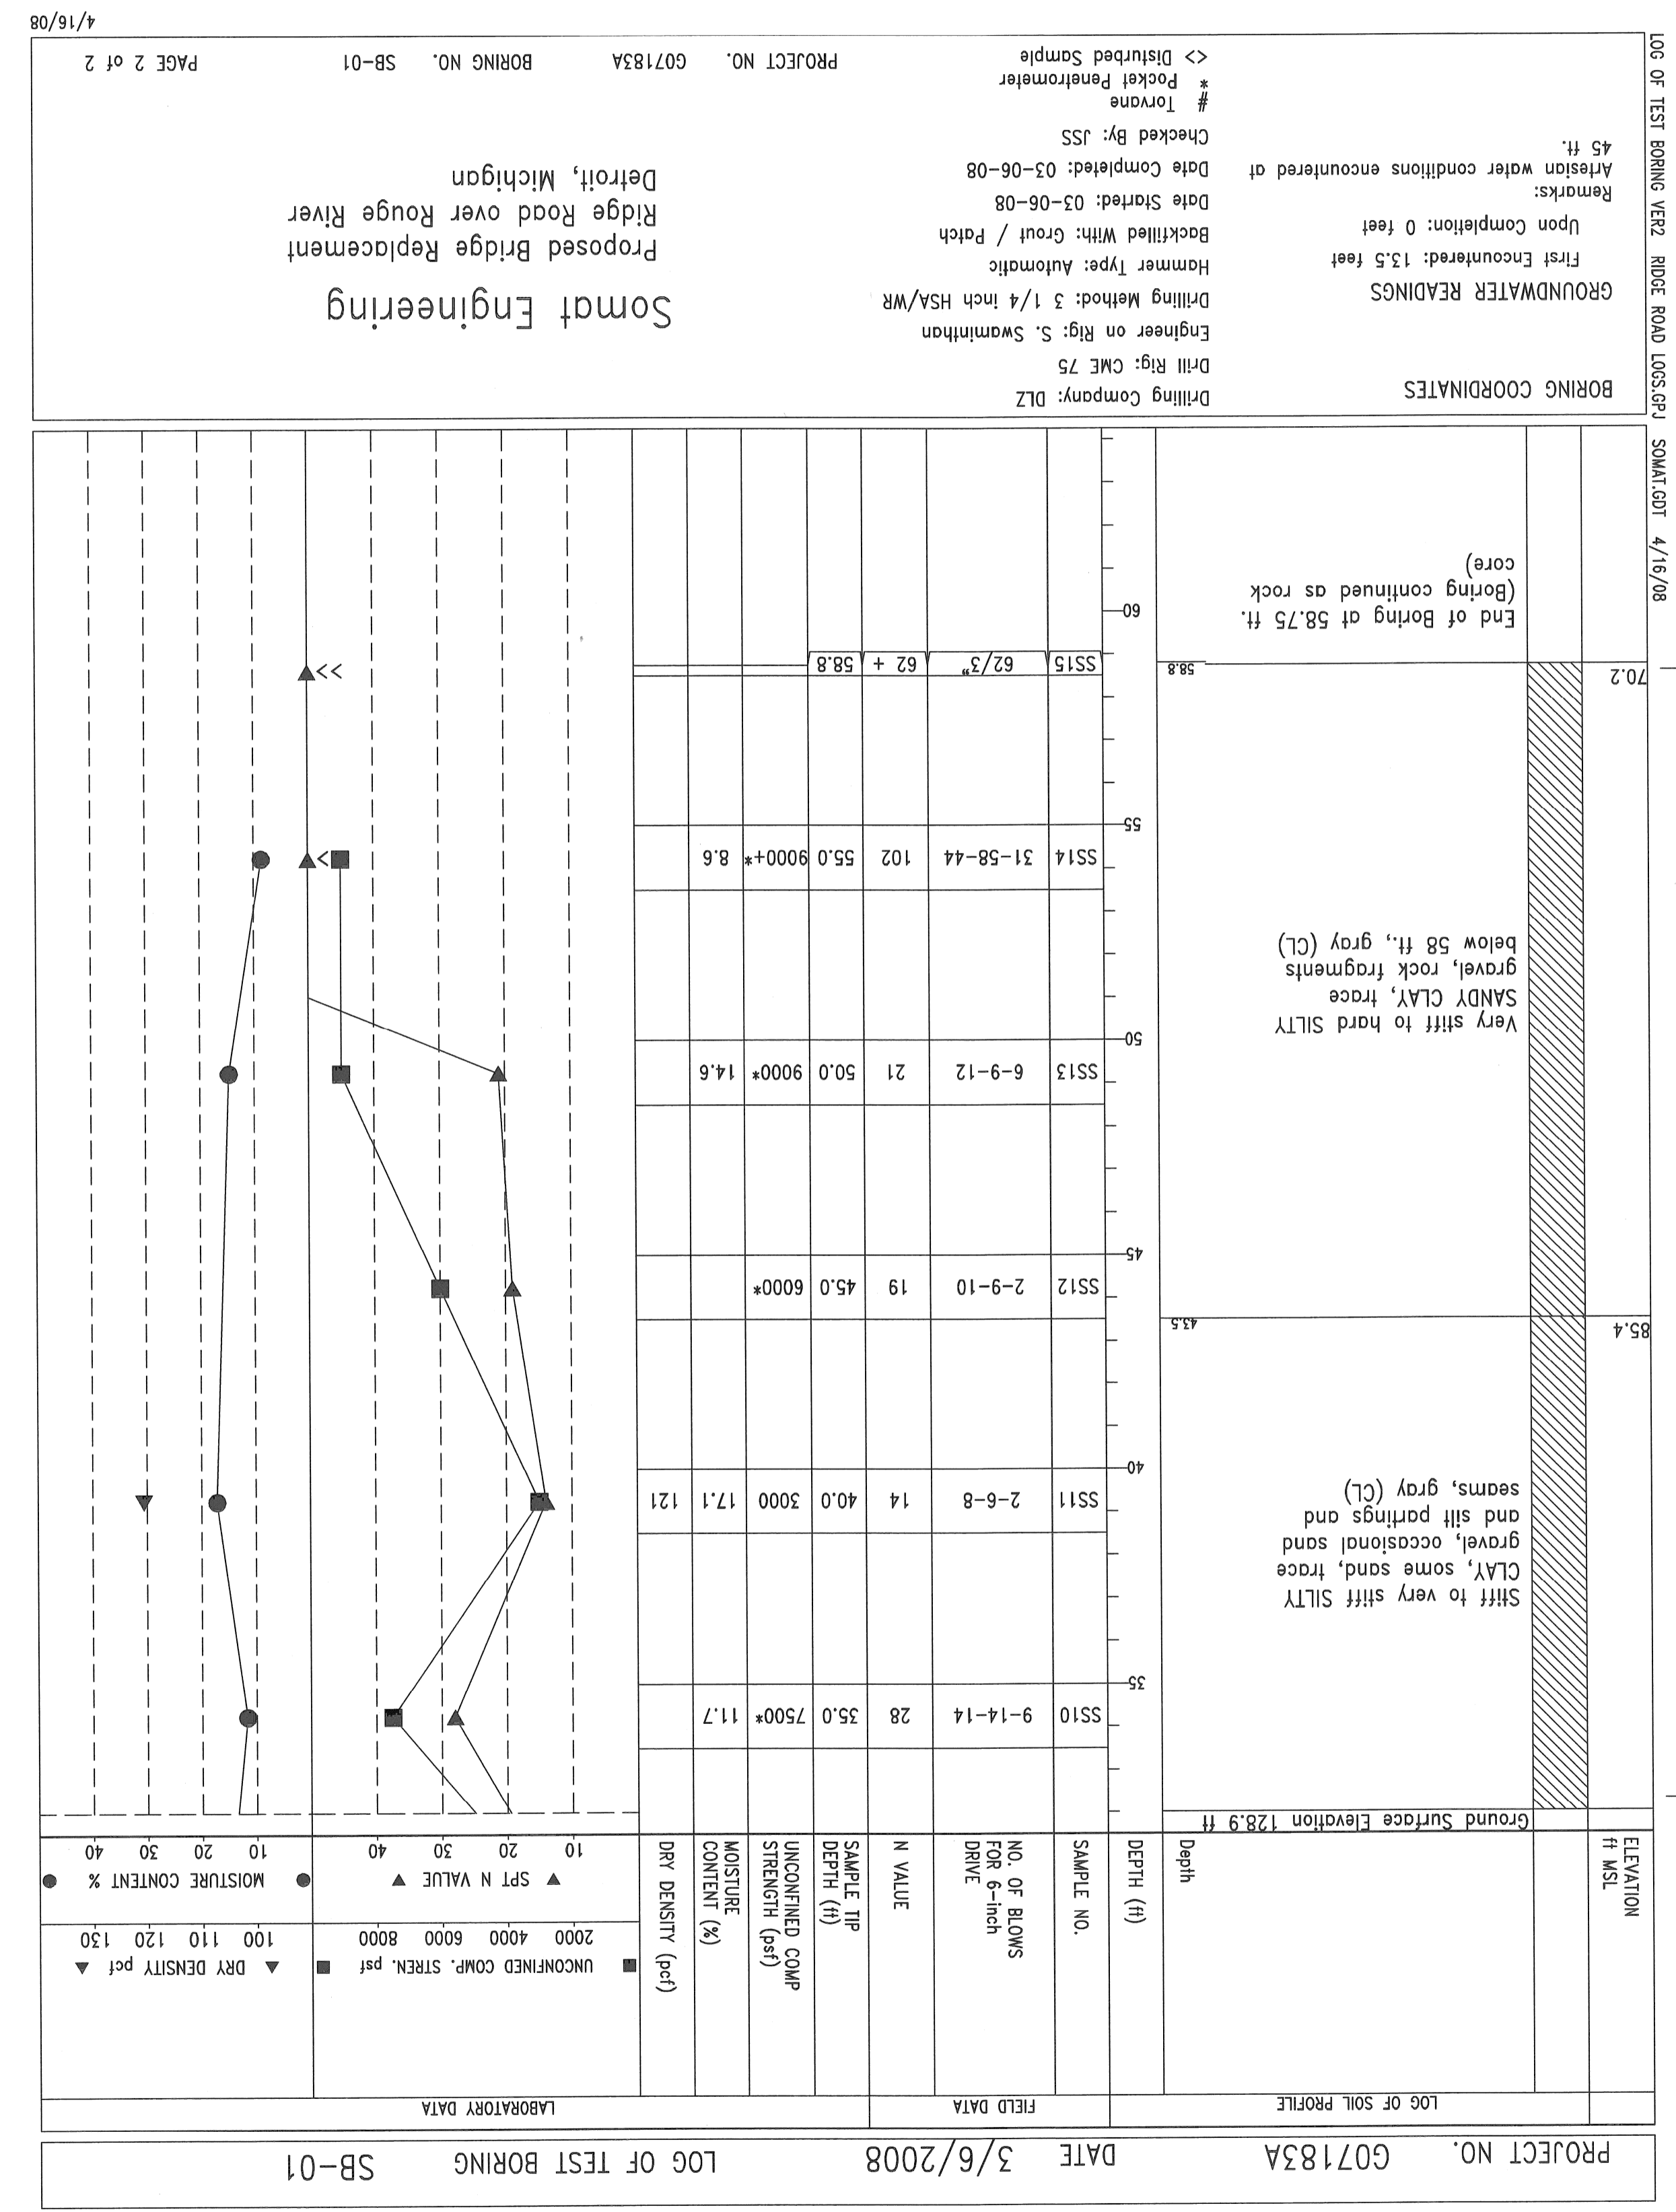 PROJECT NO. G07183A DATE 3/6/2008 LOG OF TEST BORING SB-01
LOG OF SOIL PROFILE FIELD DATA LABORATORY DATA
ELEVATION
ft MSL
Depth
DEPTH (ft)
SAMPLE NO.
NO. OF BLOWS
FOR 6-inch
DRIVE
N VALUE
SAMPLE TIP
DEPTH (ft)
UNCONFINED COMP
STRENGTH (psf)
MOISTURE
CONTENT (%)
DRY DENSITY (pcf)
■ UNCONFINED COMP. STREN. psf ■
2000 4000 6000 8000
▲ SPT N VALUE ▲
10 20 30 40
▼ DRY DENSITY pcf ▼
100 110 120 130
● MOISTURE CONTENT % ●
10 20 30 40
Ground Surface Elevation 128.9 ft
SS10 9-14-14 28 35.0 7500* 11.7
35
Stiff to very stiff SILTY
CLAY, some sand, trace
gravel, occasional sand
and silt partings and
seams, gray (CL)
SS11 2-6-8 14 40.0 3000 17.1 121
40
85.4
43.5
SS12 2-9-10 19 45.0 6000*
45
SS13 6-9-12 21 50.0 9000* 14.6
50
Very stiff to hard SILTY
SANDY CLAY, trace
gravel, rock fragments
below 58 ft., gray (CL)
SS14 31-58-44 102 55.0 9000+* 8.6
>
55
70.2
58.8
SS15 62/3" 62 + 58.8
>>
End of Boring at 58.75 ft.
(Boring continued as rock
core)
60
BORING COORDINATES
GROUNDWATER READINGS
First Encountered: 13.5 feet
Upon Completion: 0 feet
Remarks:
Artesian water conditions encountered at
45 ft.
Drilling Company: DLZ
Drill Rig: CME 75
Engineer on Rig: S. Swaminthan
Drilling Method: 3 1/4 inch HSA/WR
Hammer Type: Automatic
Backfilled With: Grout / Patch
Date Started: 03-06-08
Date Completed: 03-06-08
Checked By: JSS
# Torvane
* Pocket Penetrometer
<> Disturbed Sample
Somat Engineering
Proposed Bridge Replacement
Ridge Road over Rouge River
Detroit, Michigan
PROJECT NO. G07183A BORING NO. SB-01 PAGE 2 of 2
LOG OF TEST BORING VER2 RIDGE ROAD LOGS.GPJ SOMAT.GDT 4/16/08
4/16/08